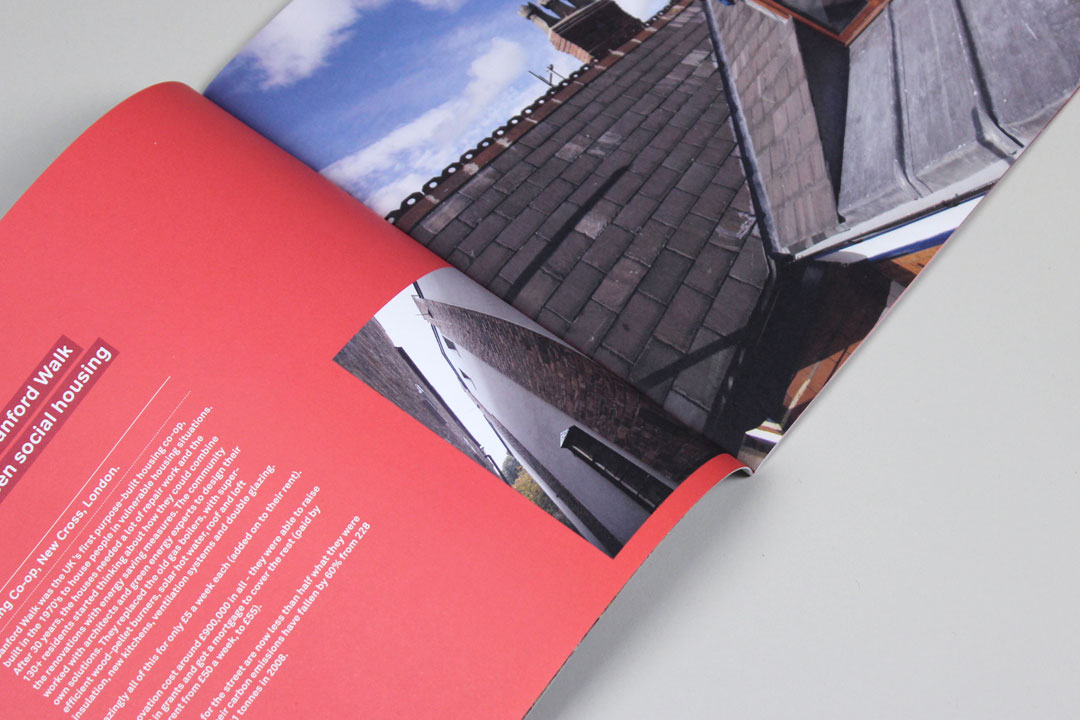 anford Walk
en social housing
ng Co-op, New Cross, London.
anford Walk was the UK's first purpose-built housing co-op,
built in the 1970's to house people in vulnerable housing situations.
After 30 years, the houses needed a lot of repair work and the
130+ residents started thinking about how they could combine
the renovations with energy saving measures. The community
worked with architects and green energy experts to design their
own solutions. They replaced the old gas boilers, with super-
efficient wood-pellet burners, solar hot water, roof and loft
insulation, new kitchens, ventilation systems and double glazing.
azingly all of this for only £5 a week each (added on to their rent).
ovation cost around £900,000 in all - they were able to raise
in grants and got a mortgage to cover the rest (paid by
rent from £50 a week, to £55).
for the street are now less than half what they were
eir carbon emissions have fallen by 60% from 228
1 tonnes in 2008.